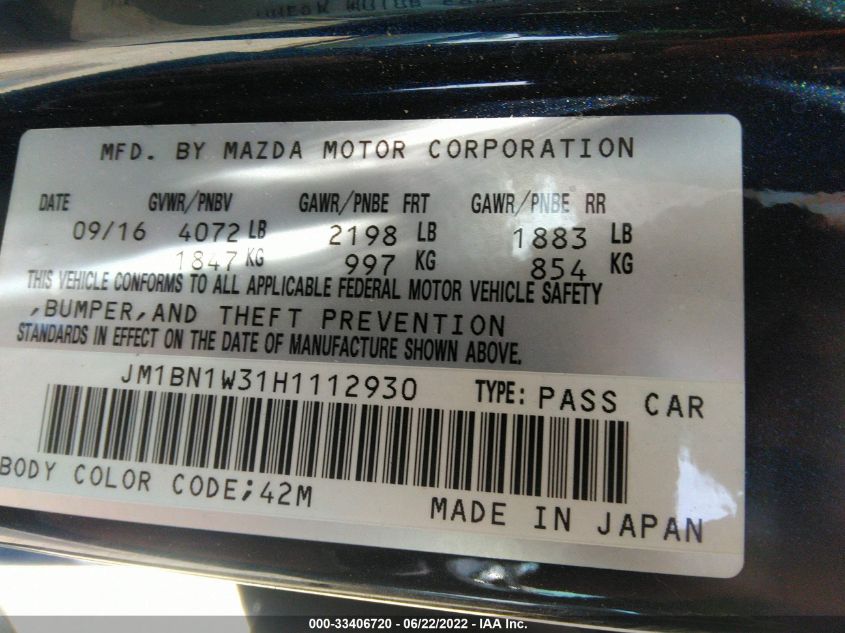 MFD. BY MAZDA MOTOR CORPORATION
DATE GVWR/PNBV GAWR/PNBE FRT GAWR/PNBE RR
09/16 4072 LB 2198 LB 1883 LB
1847 KG 997 KG 854 KG
THIS VEHICLE CONFORMS TO ALL APPLICABLE FEDERAL MOTOR VEHICLE SAFETY
,BUMPER,AND THEFT PREVENTION
STANDARDS IN EFFECT ON THE DATE OF MANUFACTURE SHOWN ABOVE.
JM1BN1W31H1112930 TYPE: PASS CAR
BODY COLOR CODE;42M
MADE IN JAPAN
000-33406720 - 06/22/2022 - IAA Inc.